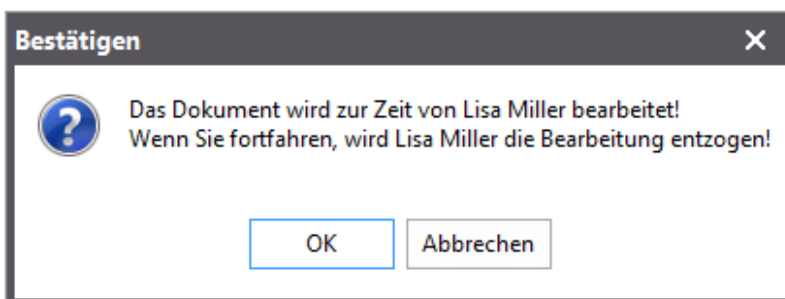 Bestätigen
Das Dokument wird zur Zeit von Lisa Miller bearbeitet!
Wenn Sie fortfahren, wird Lisa Miller die Bearbeitung entzogen!
OK
Abbrechen